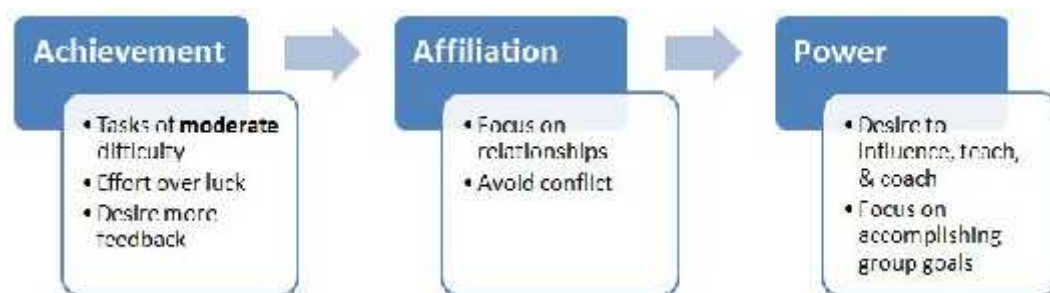 Achievement
• Tasks of moderate
difficulty
• Effort over luck
• Desire more
feedback
Affiliation
• Focus on
relationships
• Avoid conflict
Power
• Desire to
influence, teach,
& coach
• Focus on
accomplishing
group goals